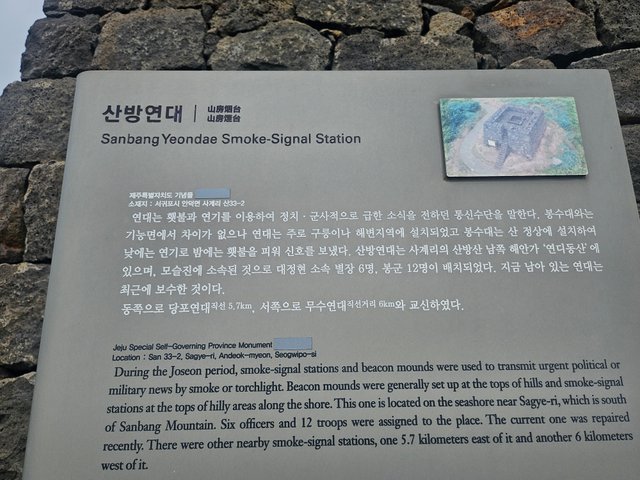 산방연대 | 山房烟台
山房煙台
Sanbang Yeondae Smoke-Signal Station
제주특별자치도 기념물
소재지 : 서귀포시 안덕면 사계리 산33-2
연대는 횃불과 연기를 이용하여 정치·군사적으로 급한 소식을 전하던 통신수단을 말한다. 봉수대와는
기능면에서 차이가 없으나 연대는 주로 구릉이나 해변지역에 설치되었고 봉수대는 산 정상에 설치하여
낮에는 연기로 밤에는 횃불을 피워 신호를 보냈다. 산방연대는 사계리의 산방산 남쪽 해안가 '연디동산'에
있으며, 모슬진에 소속된 것으로 대정현 소속 별장 6명, 봉군 12명이 배치되었다. 지금 남아 있는 연대는
최근에 보수한 것이다.
동쪽으로 당포연대직선 5.7km, 서쪽으로 무수연대직선거리 6km와 교신하였다.
Jeju Special Self-Governing Province Monument
Location : San 33-2, Sagye-ri, Andeok-myeon, Seogwipo-si
During the Joseon period, smoke-signal stations and beacon mounds were used to transmit urgent political or
military news by smoke or torchlight. Beacon mounds were generally set up at the tops of hills and smoke-signal
stations at the tops of hilly areas along the shore. This one is located on the seashore near Sagye-ri, which is south
of Sanbang Mountain. Six officers and 12 troops were assigned to the place. The current one was repaired
recently. There were other nearby smoke-signal stations, one 5.7 kilometers east of it and another 6 kilometers
west of it.